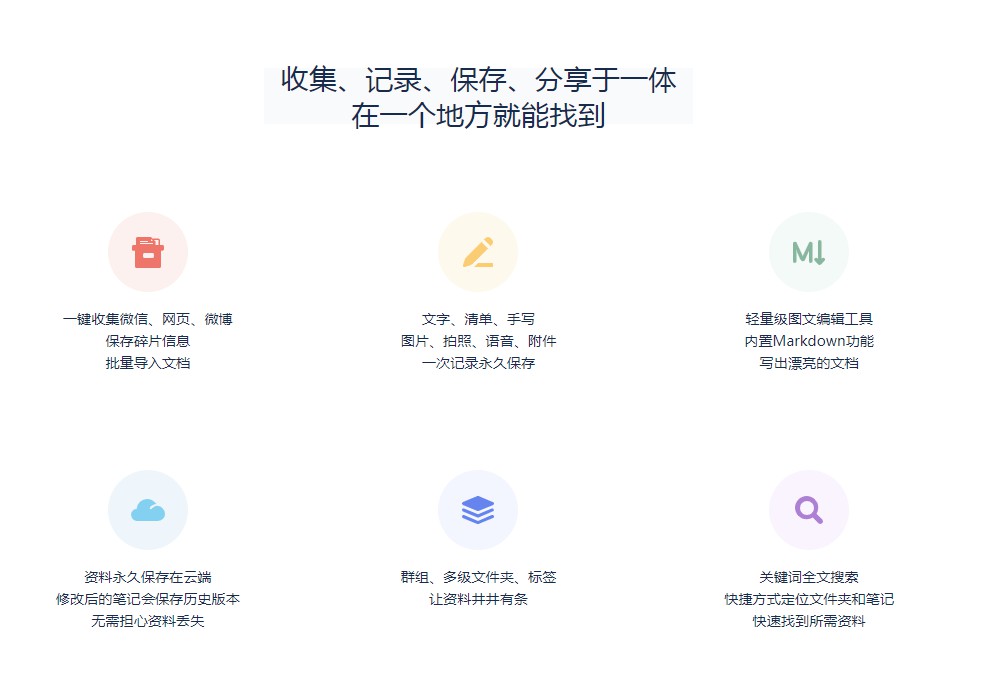 收集、记录、保存、分享于一体
在一个地方就能找到
一键收集微信、网页、微博
保存碎片信息
批量导入文档
文字、清单、手写
图片、拍照、语音、附件
一次记录永久保存
M
轻量级图文编辑工具
内置Markdown功能
写出漂亮的文档
资料永久保存在云端
修改后的笔记会保存历史版本
无需担心资料丢失
群组、多级文件夹、标签
让资料井井有条
关键词全文搜索
快捷方式定位文件夹和笔记
快速找到所需资料